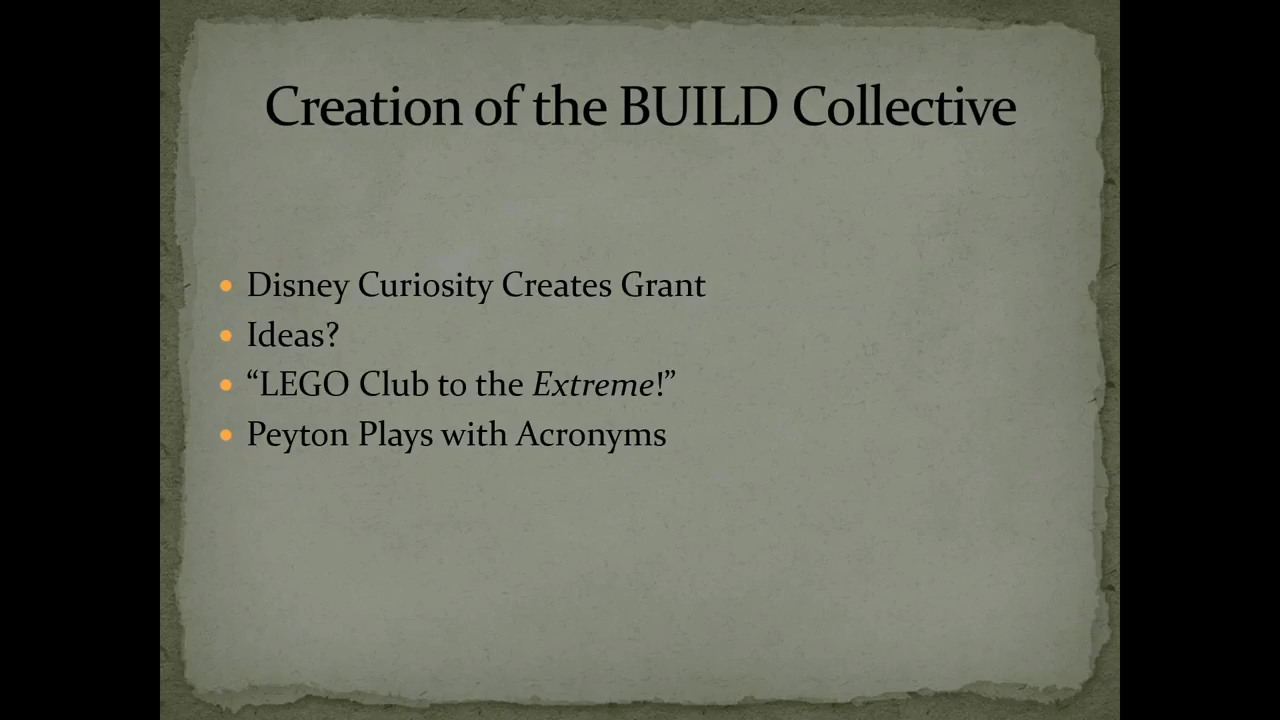 Creation of the BUILD Collective
• Disney Curiosity Creates Grant
• Ideas?
• “LEGO Club to the Extreme!”
• Peyton Plays with Acronyms